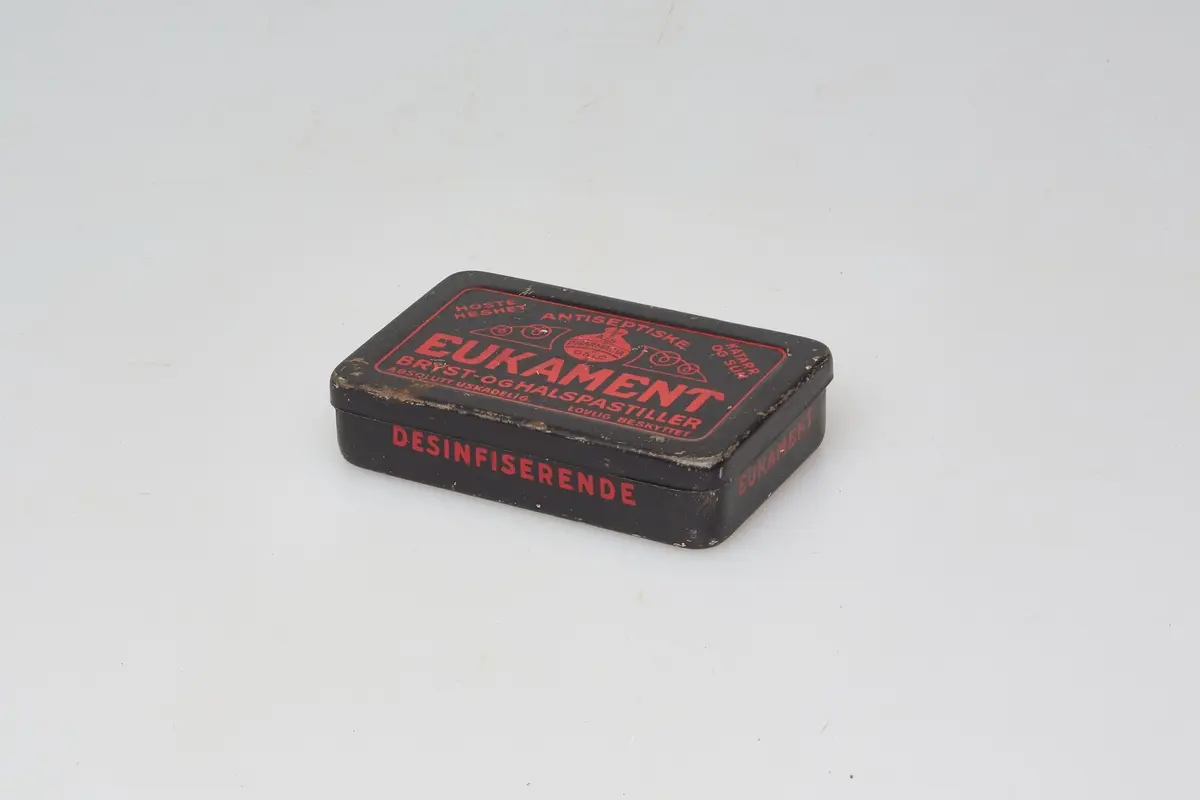 HOSTE
HESHET
ANTISEPTISKE
KATARR
OG SLIM
EUKAMENT
BRYST- OG HALSPASTILLER
ABSOLUTT USKADELIG
LOVLIG BESKYTTET
DESINFISERENDE
EUKAMENT